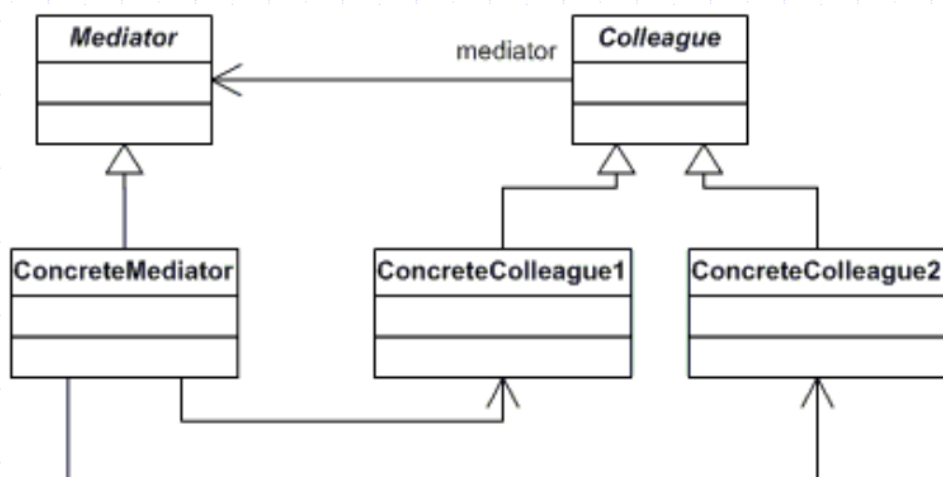 Mediator
mediator
Colleague
ConcreteMediator
ConcreteColleague1
ConcreteColleague2